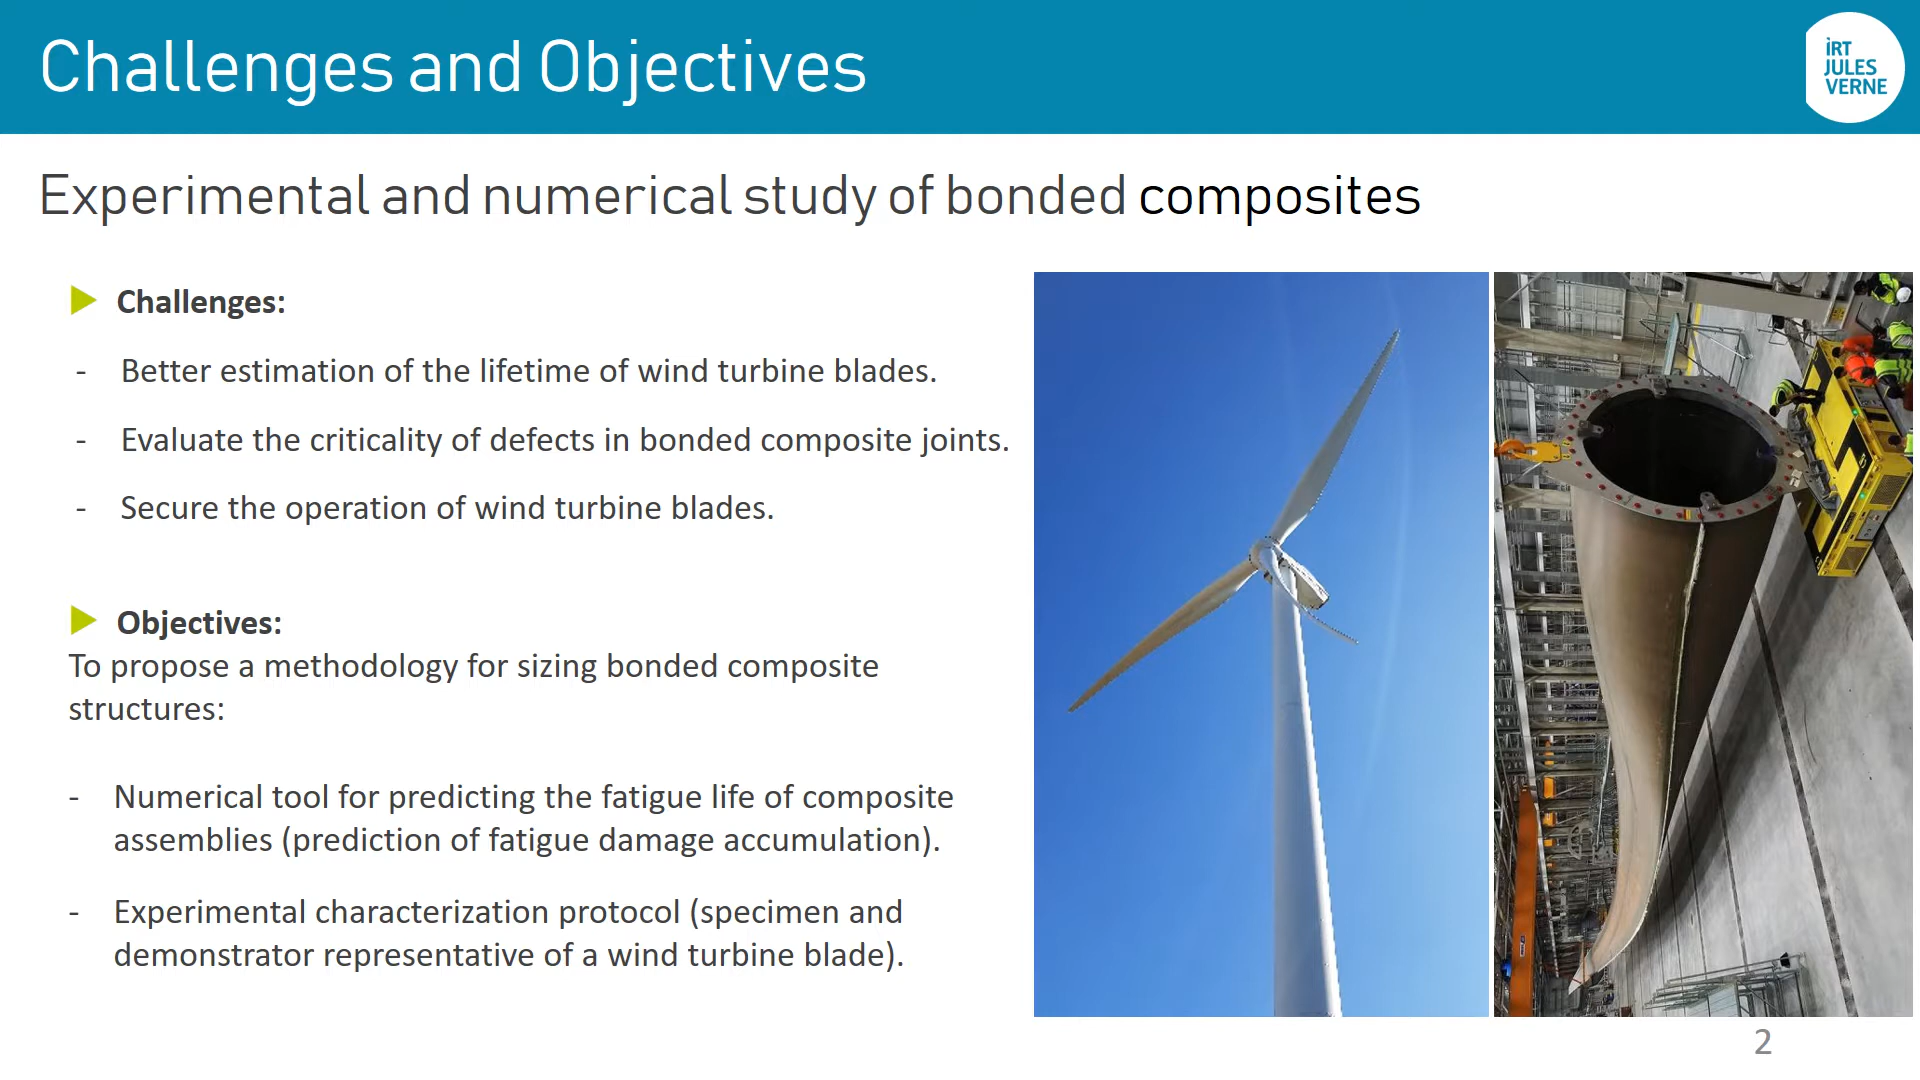 Challenges and Objectives
iRT
JULES
VERNE
Experimental and numerical study of bonded composites
Challenges:
- Better estimation of the lifetime of wind turbine blades.
- Evaluate the criticality of defects in bonded composite joints.
- Secure the operation of wind turbine blades.
Objectives:
To propose a methodology for sizing bonded composite
structures:
- Numerical tool for predicting the fatigue life of composite
assemblies (prediction of fatigue damage accumulation).
- Experimental characterization protocol (specimen and
demonstrator representative of a wind turbine blade).
2